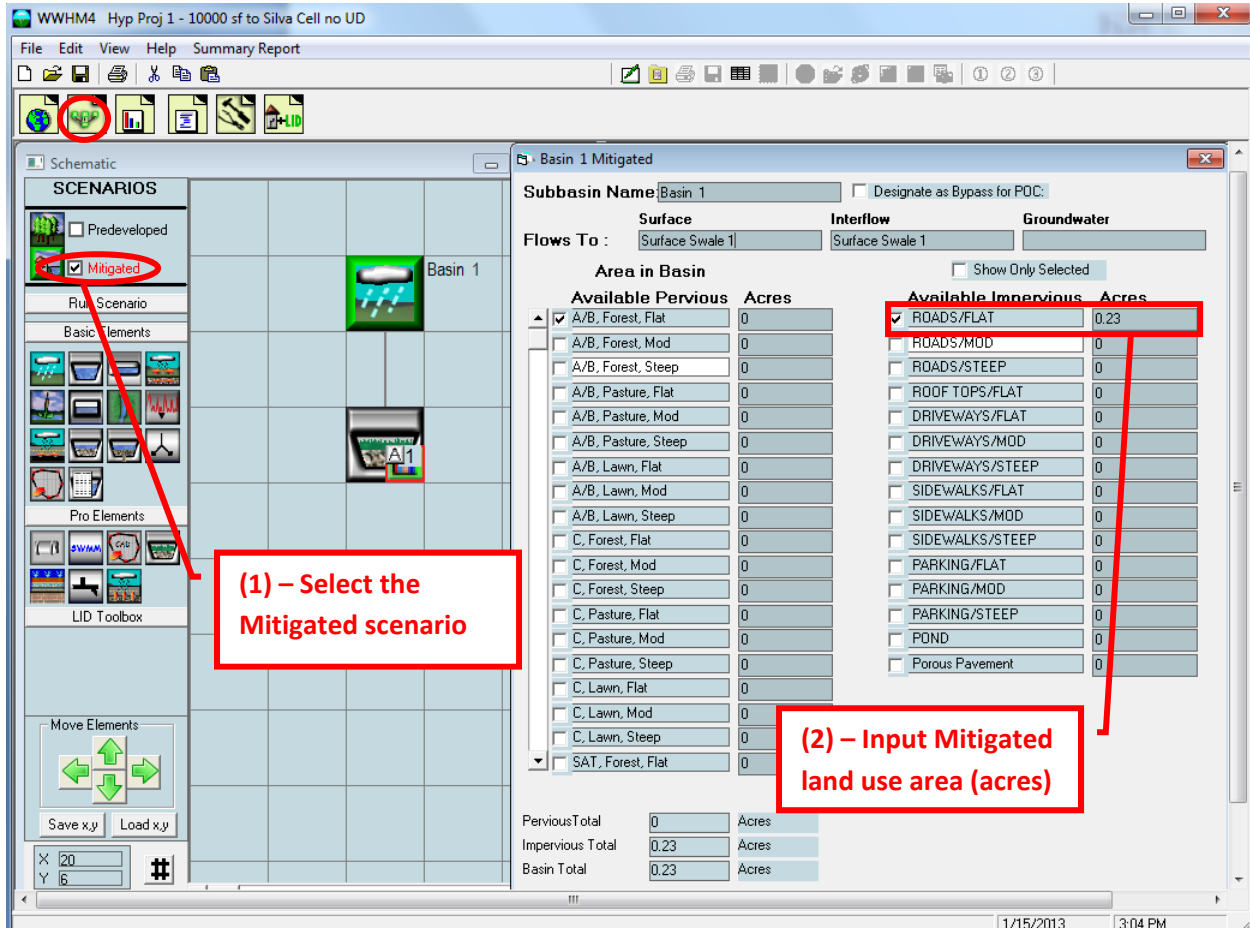 WWHM4 Hyp Proj 1 - 10000 sf to Silva Cell no UD
File Edit View Help Summary Report
+LID
Schematic
SCENARIOS
Predeveloped
Mitigated
Run Scenario
Basic Elements
Pro Elements
SWMM
CAD
LID Toolbox
Move Elements
Save x,y Load x,y
X 20
Y 6
#
Basin 1
A 1
(1) – Select the
Mitigated scenario
Basin 1 Mitigated
Subbasin Name: Basin 1 Designate as Bypass for POC:
Surface Interflow Groundwater
Flows To : Surface Swale 1 Surface Swale 1
Area in Basin Show Only Selected
Available Pervious Acres Available Impervious Acres
A/B, Forest, Flat 0 ROADS/FLAT 0.23
A/B, Forest, Mod 0 ROADS/MOD 0
A/B, Forest, Steep 0 ROADS/STEEP 0
A/B, Pasture, Flat 0 ROOF TOPS/FLAT 0
A/B, Pasture, Mod 0 DRIVEWAYS/FLAT 0
A/B, Pasture, Steep 0 DRIVEWAYS/MOD 0
A/B, Lawn, Flat 0 DRIVEWAYS/STEEP 0
A/B, Lawn, Mod 0 SIDEWALKS/FLAT 0
A/B, Lawn, Steep 0 SIDEWALKS/MOD 0
C, Forest, Flat 0 SIDEWALKS/STEEP 0
C, Forest, Mod 0 PARKING/FLAT 0
C, Forest, Steep 0 PARKING/MOD 0
C, Pasture, Flat 0 PARKING/STEEP 0
C, Pasture, Mod 0 POND 0
C, Pasture, Steep 0 Porous Pavement 0
C, Lawn, Flat 0
C, Lawn, Mod 0
C, Lawn, Steep 0
SAT, Forest, Flat 0
(2) – Input Mitigated
land use area (acres)
PerviousTotal 0 Acres
Impervious Total 0.23 Acres
Basin Total 0.23 Acres
1/15/2013 3:04 PM